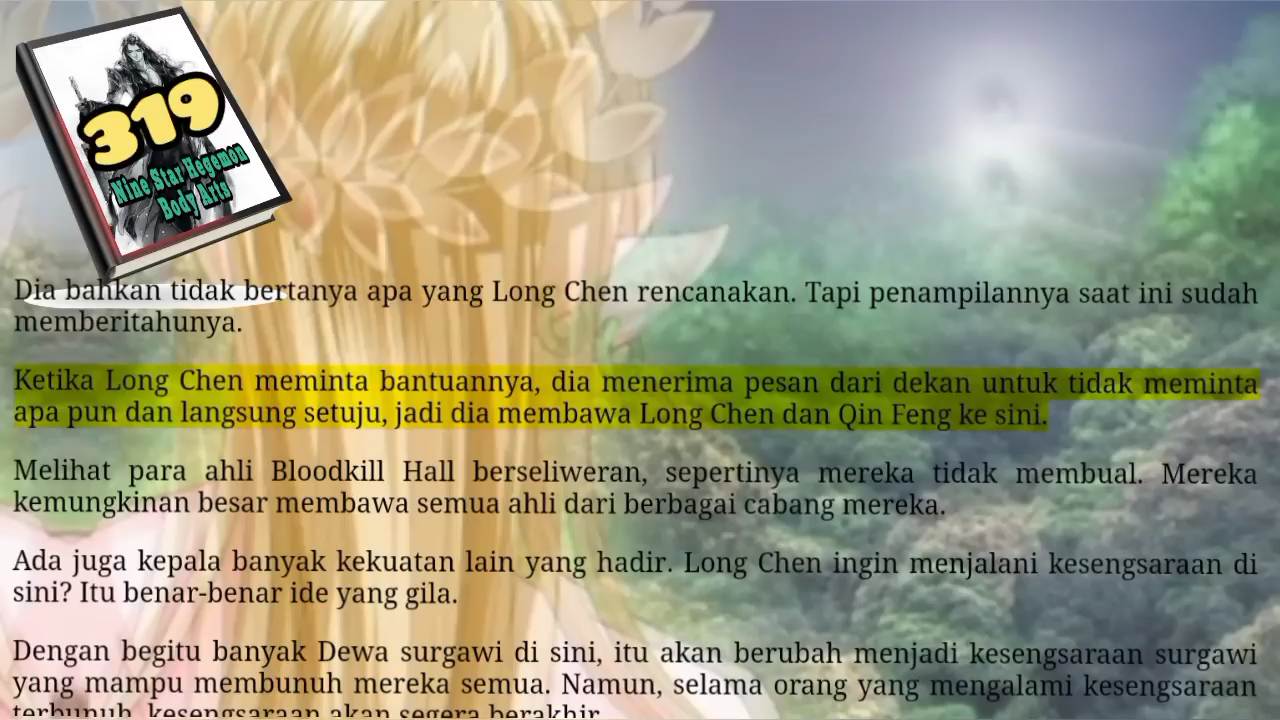 319
Nine Star Hegemon
Body Arts
Dia bahkan tidak bertanya apa yang Long Chen rencanakan. Tapi penampilannya saat ini sudah
memberitahunya.
Ketika Long Chen meminta bantuannya, dia menerima pesan dari dekan untuk tidak meminta
apa pun dan langsung setuju, jadi dia membawa Long Chen dan Qin Feng ke sini.
Melihat para ahli Bloodkill Hall berseliweran, sepertinya mereka tidak membual. Mereka
kemungkinan besar membawa semua ahli dari berbagai cabang mereka.
Ada juga kepala banyak kekuatan lain yang hadir. Long Chen ingin menjalani kesengsaraan di
sini? Itu benar-benar ide yang gila.
Dengan begitu banyak Dewa surgawi di sini, itu akan berubah menjadi kesengsaraan surgawi
yang mampu membunuh mereka semua. Namun, selama orang yang mengalami kesengsaraan
terbunuh, kesengsaraan akan segera berakhir.